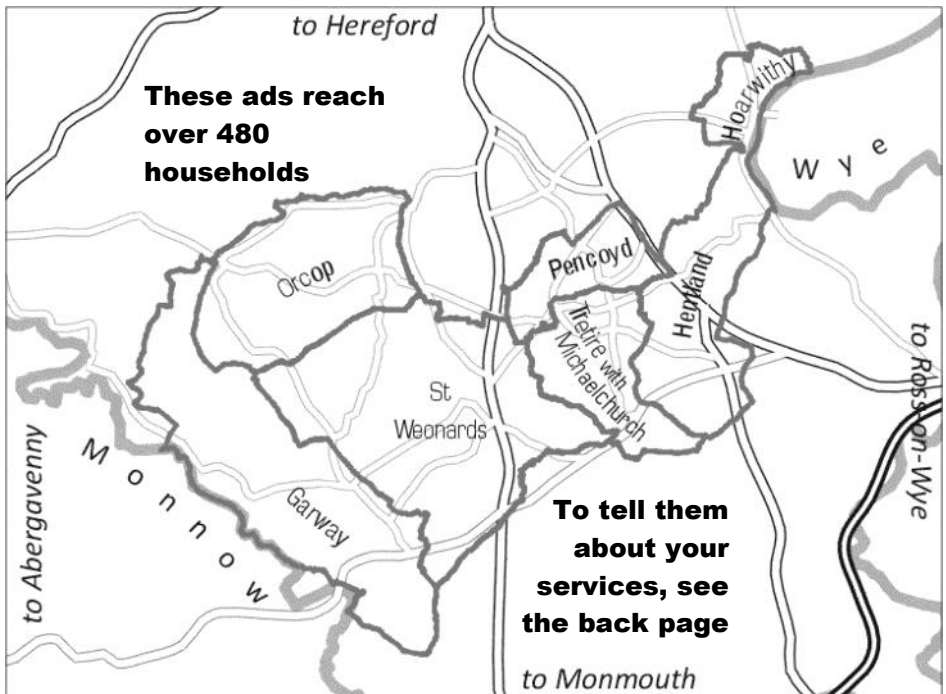 to Hereford
These ads reach
over 480
households
Hoarwithy
Wye
Orcop
Pencoyd
Hentland
Tretire with
Michaelchurch
St
Weonards
to Ross-on-Wye
to Abergavenny
Monnow
Garway
To tell them
about your
services, see
the back page
to Monmouth